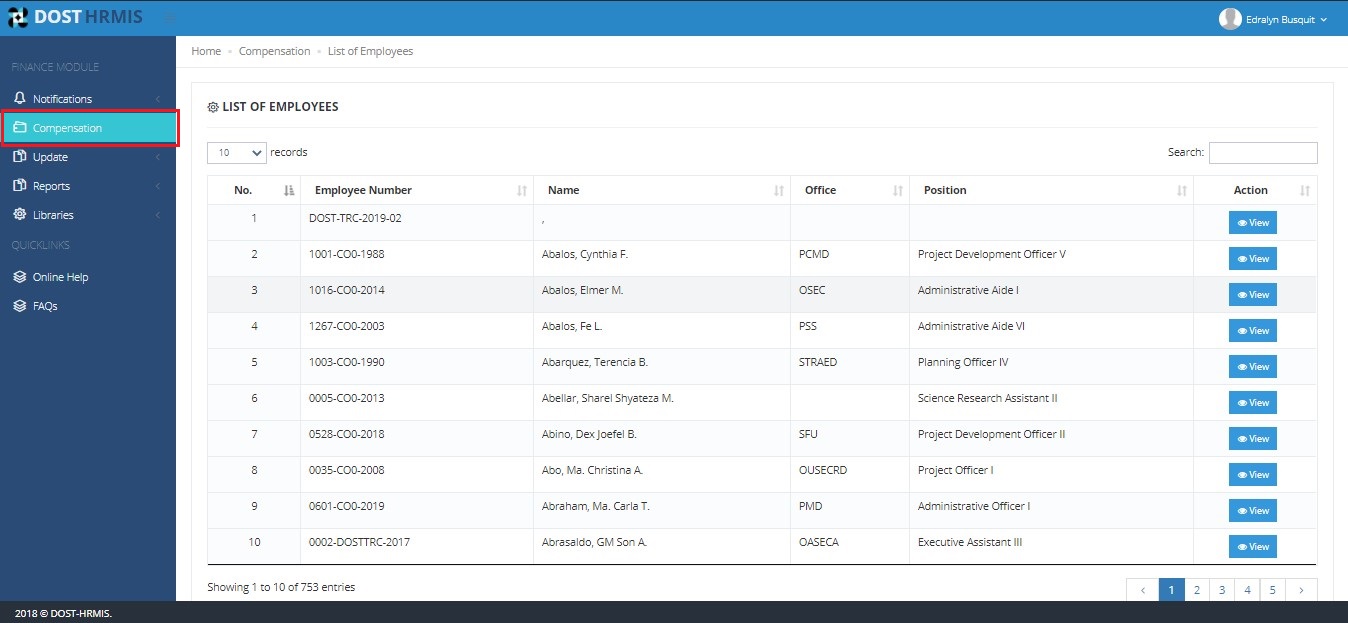 DOST HRMIS
Edralyn Busquit
FINANCE MODULE
Notifications
Compensation
Update
Reports
Libraries
QUICKLINKS
Online Help
FAQs
Home Compensation List of Employees
LIST OF EMPLOYEES
10 records Search:
No. Employee Number Name Office Position Action
1 DOST-TRC-2019-02 , View
2 1001-CO0-1988 Abalos, Cynthia F. PCMD Project Development Officer V View
3 1016-CO0-2014 Abalos, Elmer M. OSEC Administrative Aide I View
4 1267-CO0-2003 Abalos, Fe L. PSS Administrative Aide VI View
5 1003-CO0-1990 Abarquez, Terencia B. STRAED Planning Officer IV View
6 0005-CO0-2013 Abellar, Sharel Shyateza M. Science Research Assistant II View
7 0528-CO0-2018 Abino, Dex Joefel B. SFU Project Development Officer II View
8 0035-CO0-2008 Abo, Ma. Christina A. OUSECRD Project Officer I View
9 0601-CO0-2019 Abraham, Ma. Carla T. PMD Administrative Officer I View
10 0002-DOSTTRC-2017 Abrasaldo, GM Son A. OASECA Executive Assistant III View
Showing 1 to 10 of 753 entries
‹ 1 2 3 4 5 ›
2018 © DOST-HRMIS.